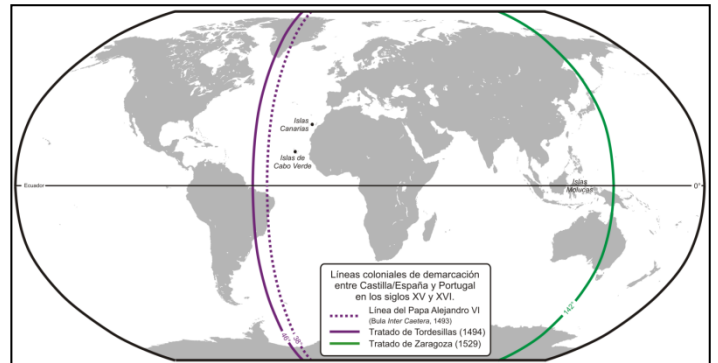 Islas
Canarias
Islas de
Cabo Verde
Ecuador
Islas
Molucas
0°
Líneas coloniales de demarcación
entre Castilla/España y Portugal
en los siglos XV y XVI.
Línea del Papa Alejandro VI
(Bula Inter Caetera, 1493)
Tratado de Tordesillas (1494)
Tratado de Zaragoza (1529)
46°
38°
142°